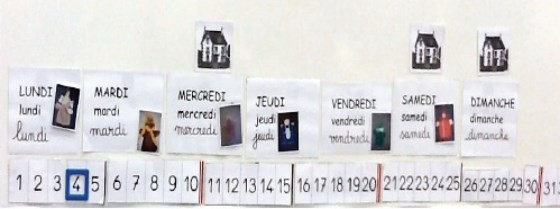 LUNDI
lundi
lundi
MARDI
mardi
mardi
MERCREDI
mercredi
mercredi
JEUDI
jeudi
jeudi
VENDREDI
vendredi
vendredi
SAMEDI
samedi
samedi
DIMANCHE
dimanche
dimanche
1 2 3 4 5 6 7 8 9 10 11 12 13 14 15 16 17 18 19 20 21 22 23 24 25 26 27 28 29 30 31